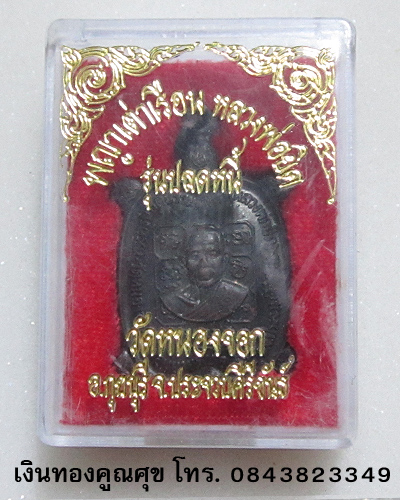 พญาเต่าเรือน หลวงพ่อยิด
รุ่นปลดหนี้
วัดหนองจอก
อ.กุยบุรี จ.ประจวบคีรีขันธ์
เงินทองคูณศุข โทร. 0843823349